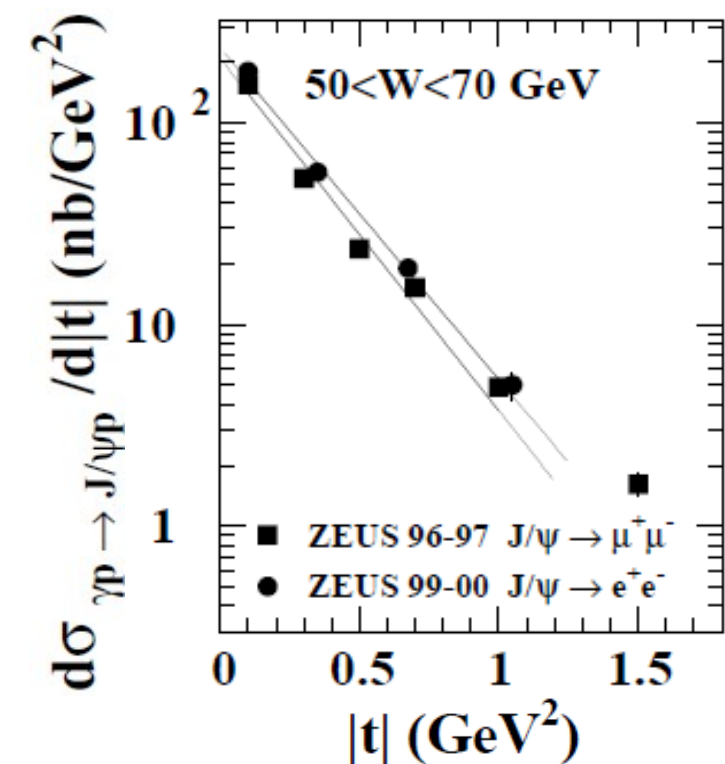 dσ γp → J/ψp /d|t| (nb/GeV²)
50<W<70 GeV
10²
10
1
ZEUS 96-97 J/ψ → μ⁺μ⁻
ZEUS 99-00 J/ψ → e⁺e⁻
0 0.5 1 1.5
|t| (GeV²)